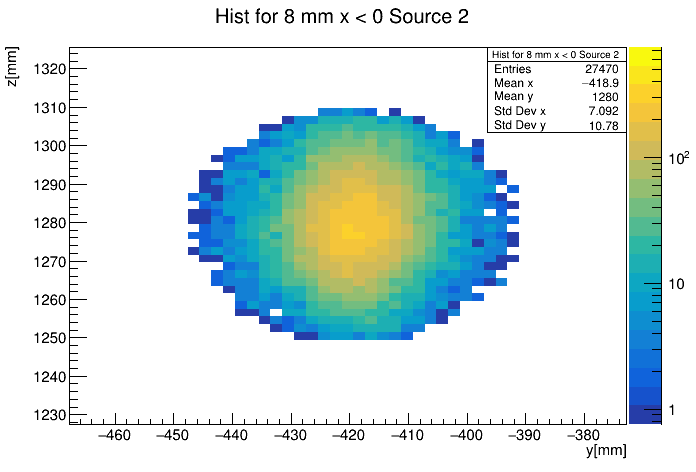 Hist for 8 mm x < 0 Source 2
z[mm]
Hist for 8 mm x < 0 Source 2
Entries 27470
Mean x −418.9
Mean y 1280
Std Dev x 7.092
Std Dev y 10.78
1320
1310
1300
1290
1280
1270
1260
1250
1240
1230
10²
10
1
−460 −450 −440 −430 −420 −410 −400 −390 −380
y[mm]